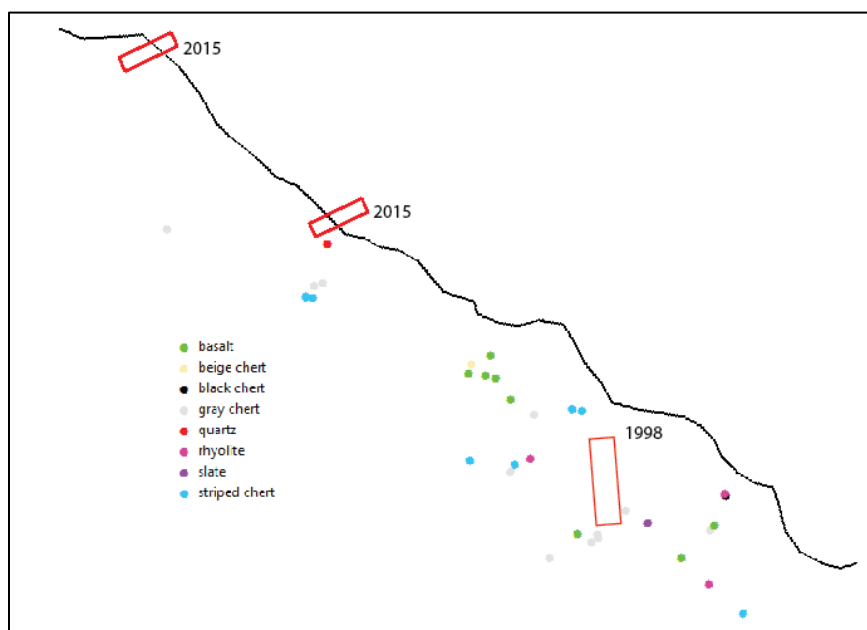 2015
2015
basalt
beige chert
black chert
gray chert
quartz
rhyolite
slate
striped chert
1998